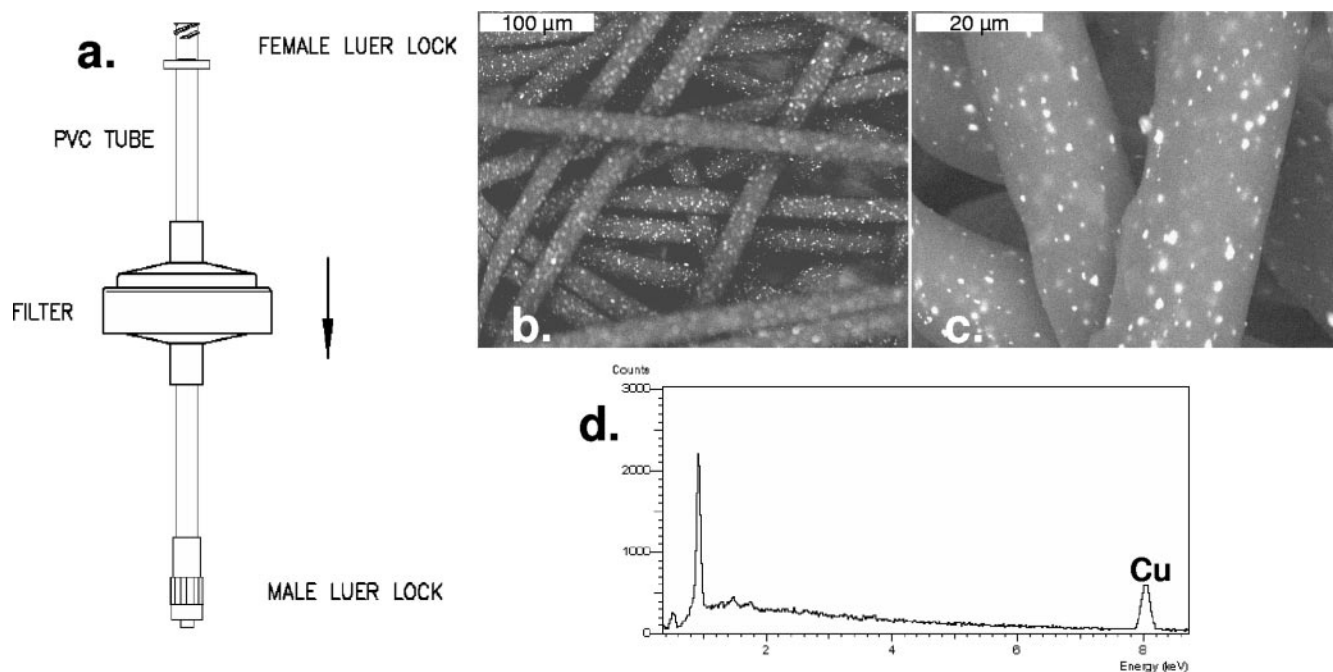 a.
FEMALE LUER LOCK
PVC TUBE
FILTER
MALE LUER LOCK
100 µm
b.
20 µm
c.
d.
Counts
3000
2000
1000
0
2
4
6
8
Energy (keV)
Cu